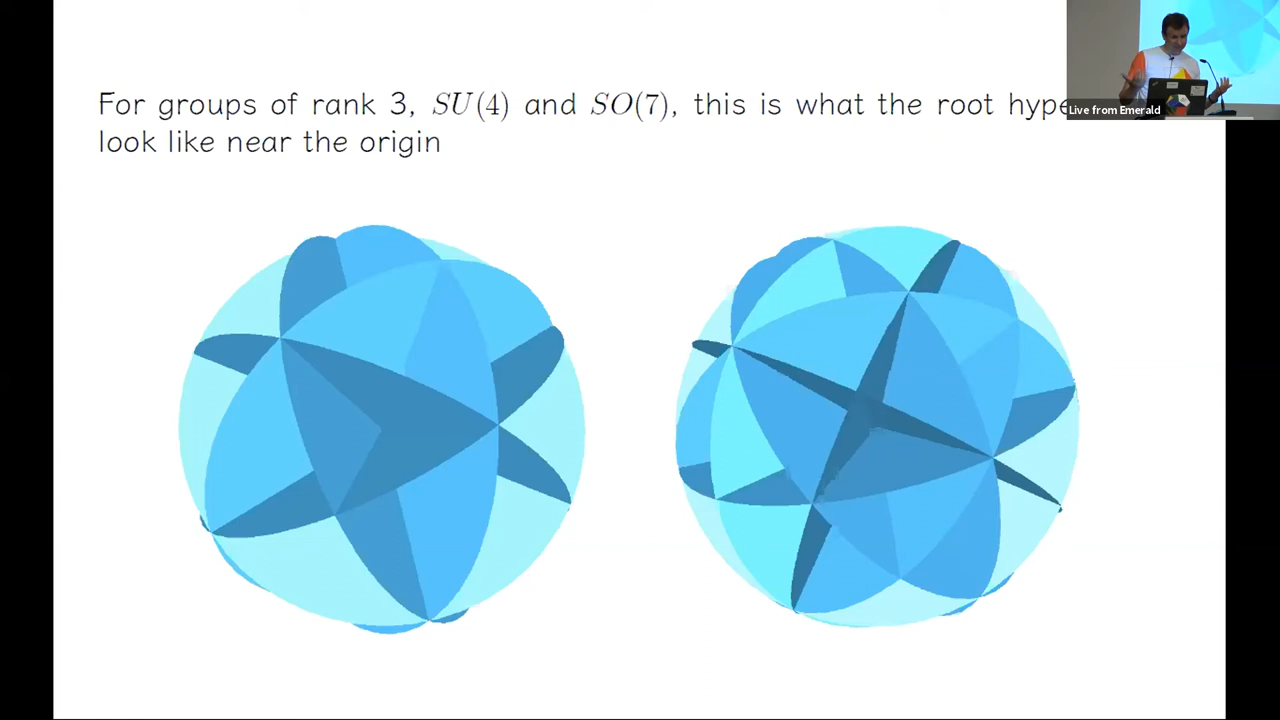 For groups of rank 3, SU(4) and SO(7), this is what the root
look like near the origin
Live from Emerald